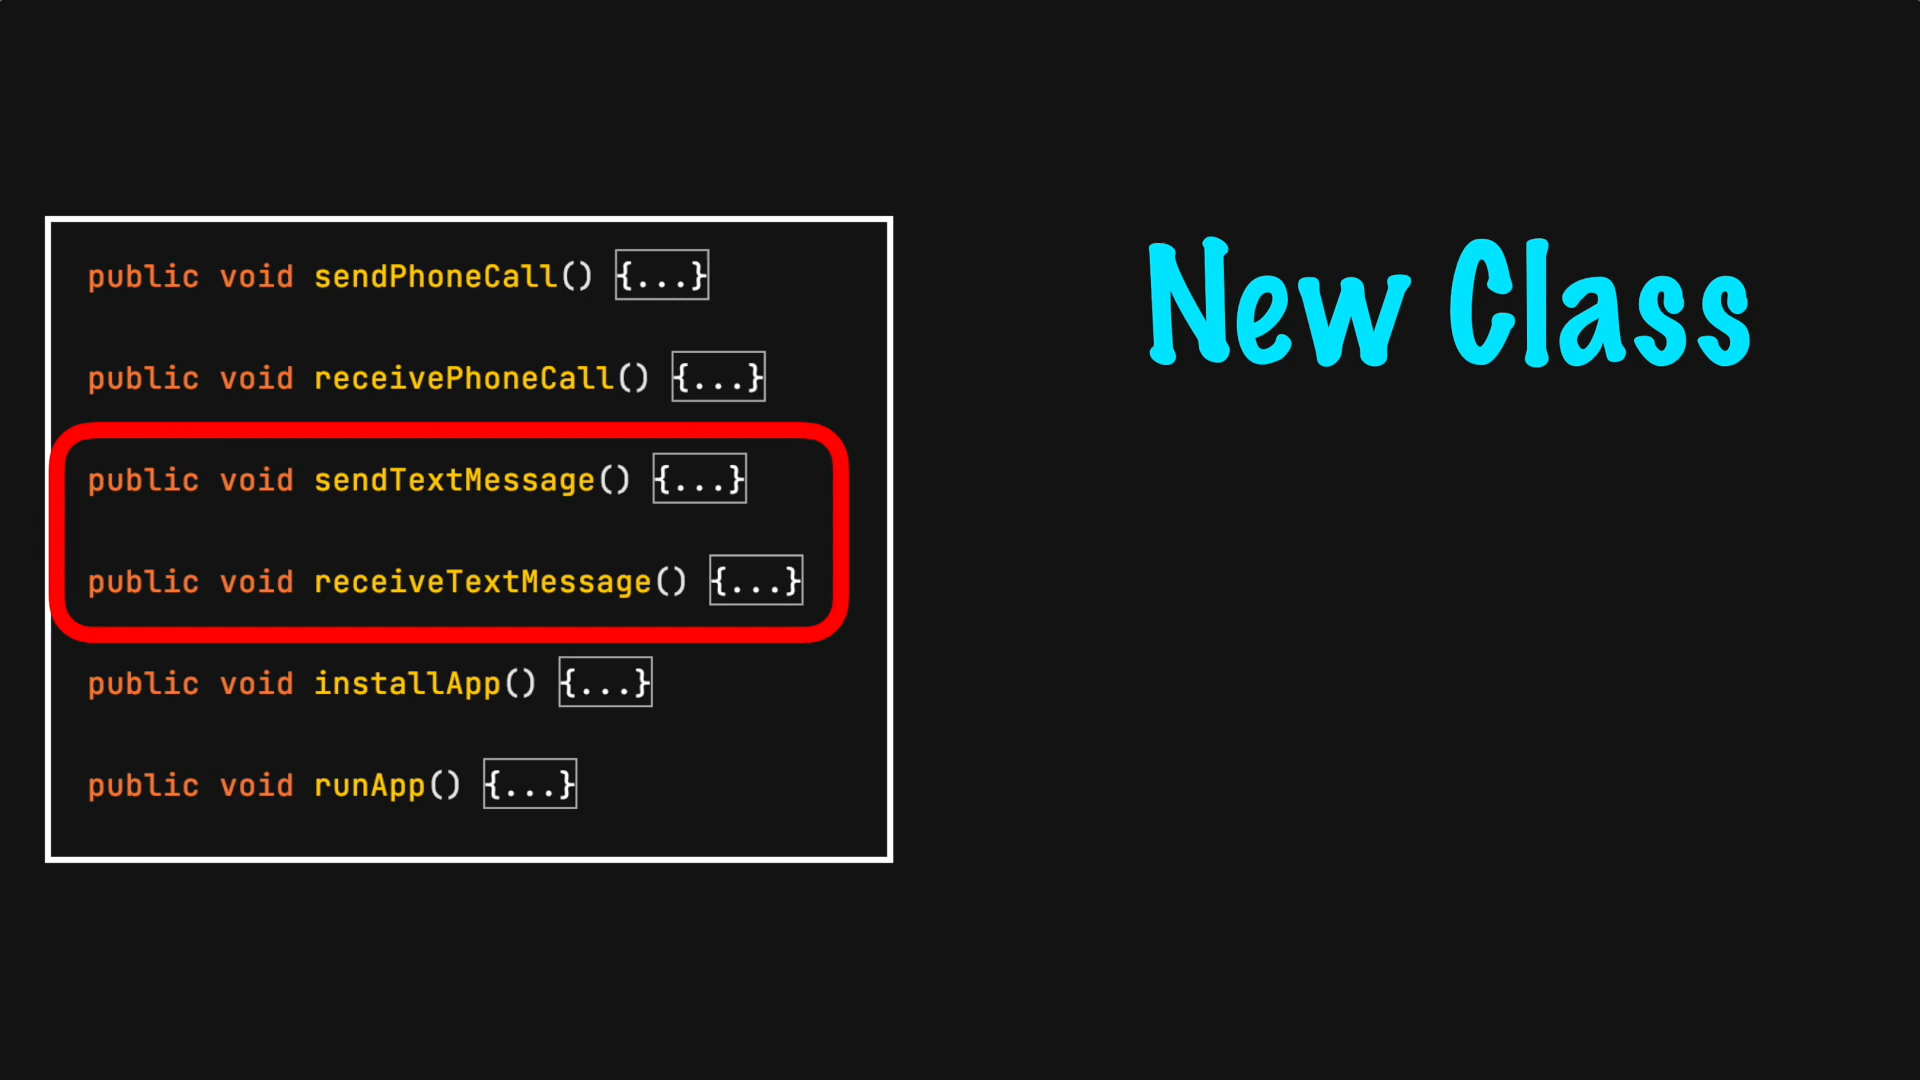 public void sendPhoneCall() {...}
public void receivePhoneCall() {...}
public void sendTextMessage() {...}
public void receiveTextMessage() {...}
public void installApp() {...}
public void runApp() {...}
New Class